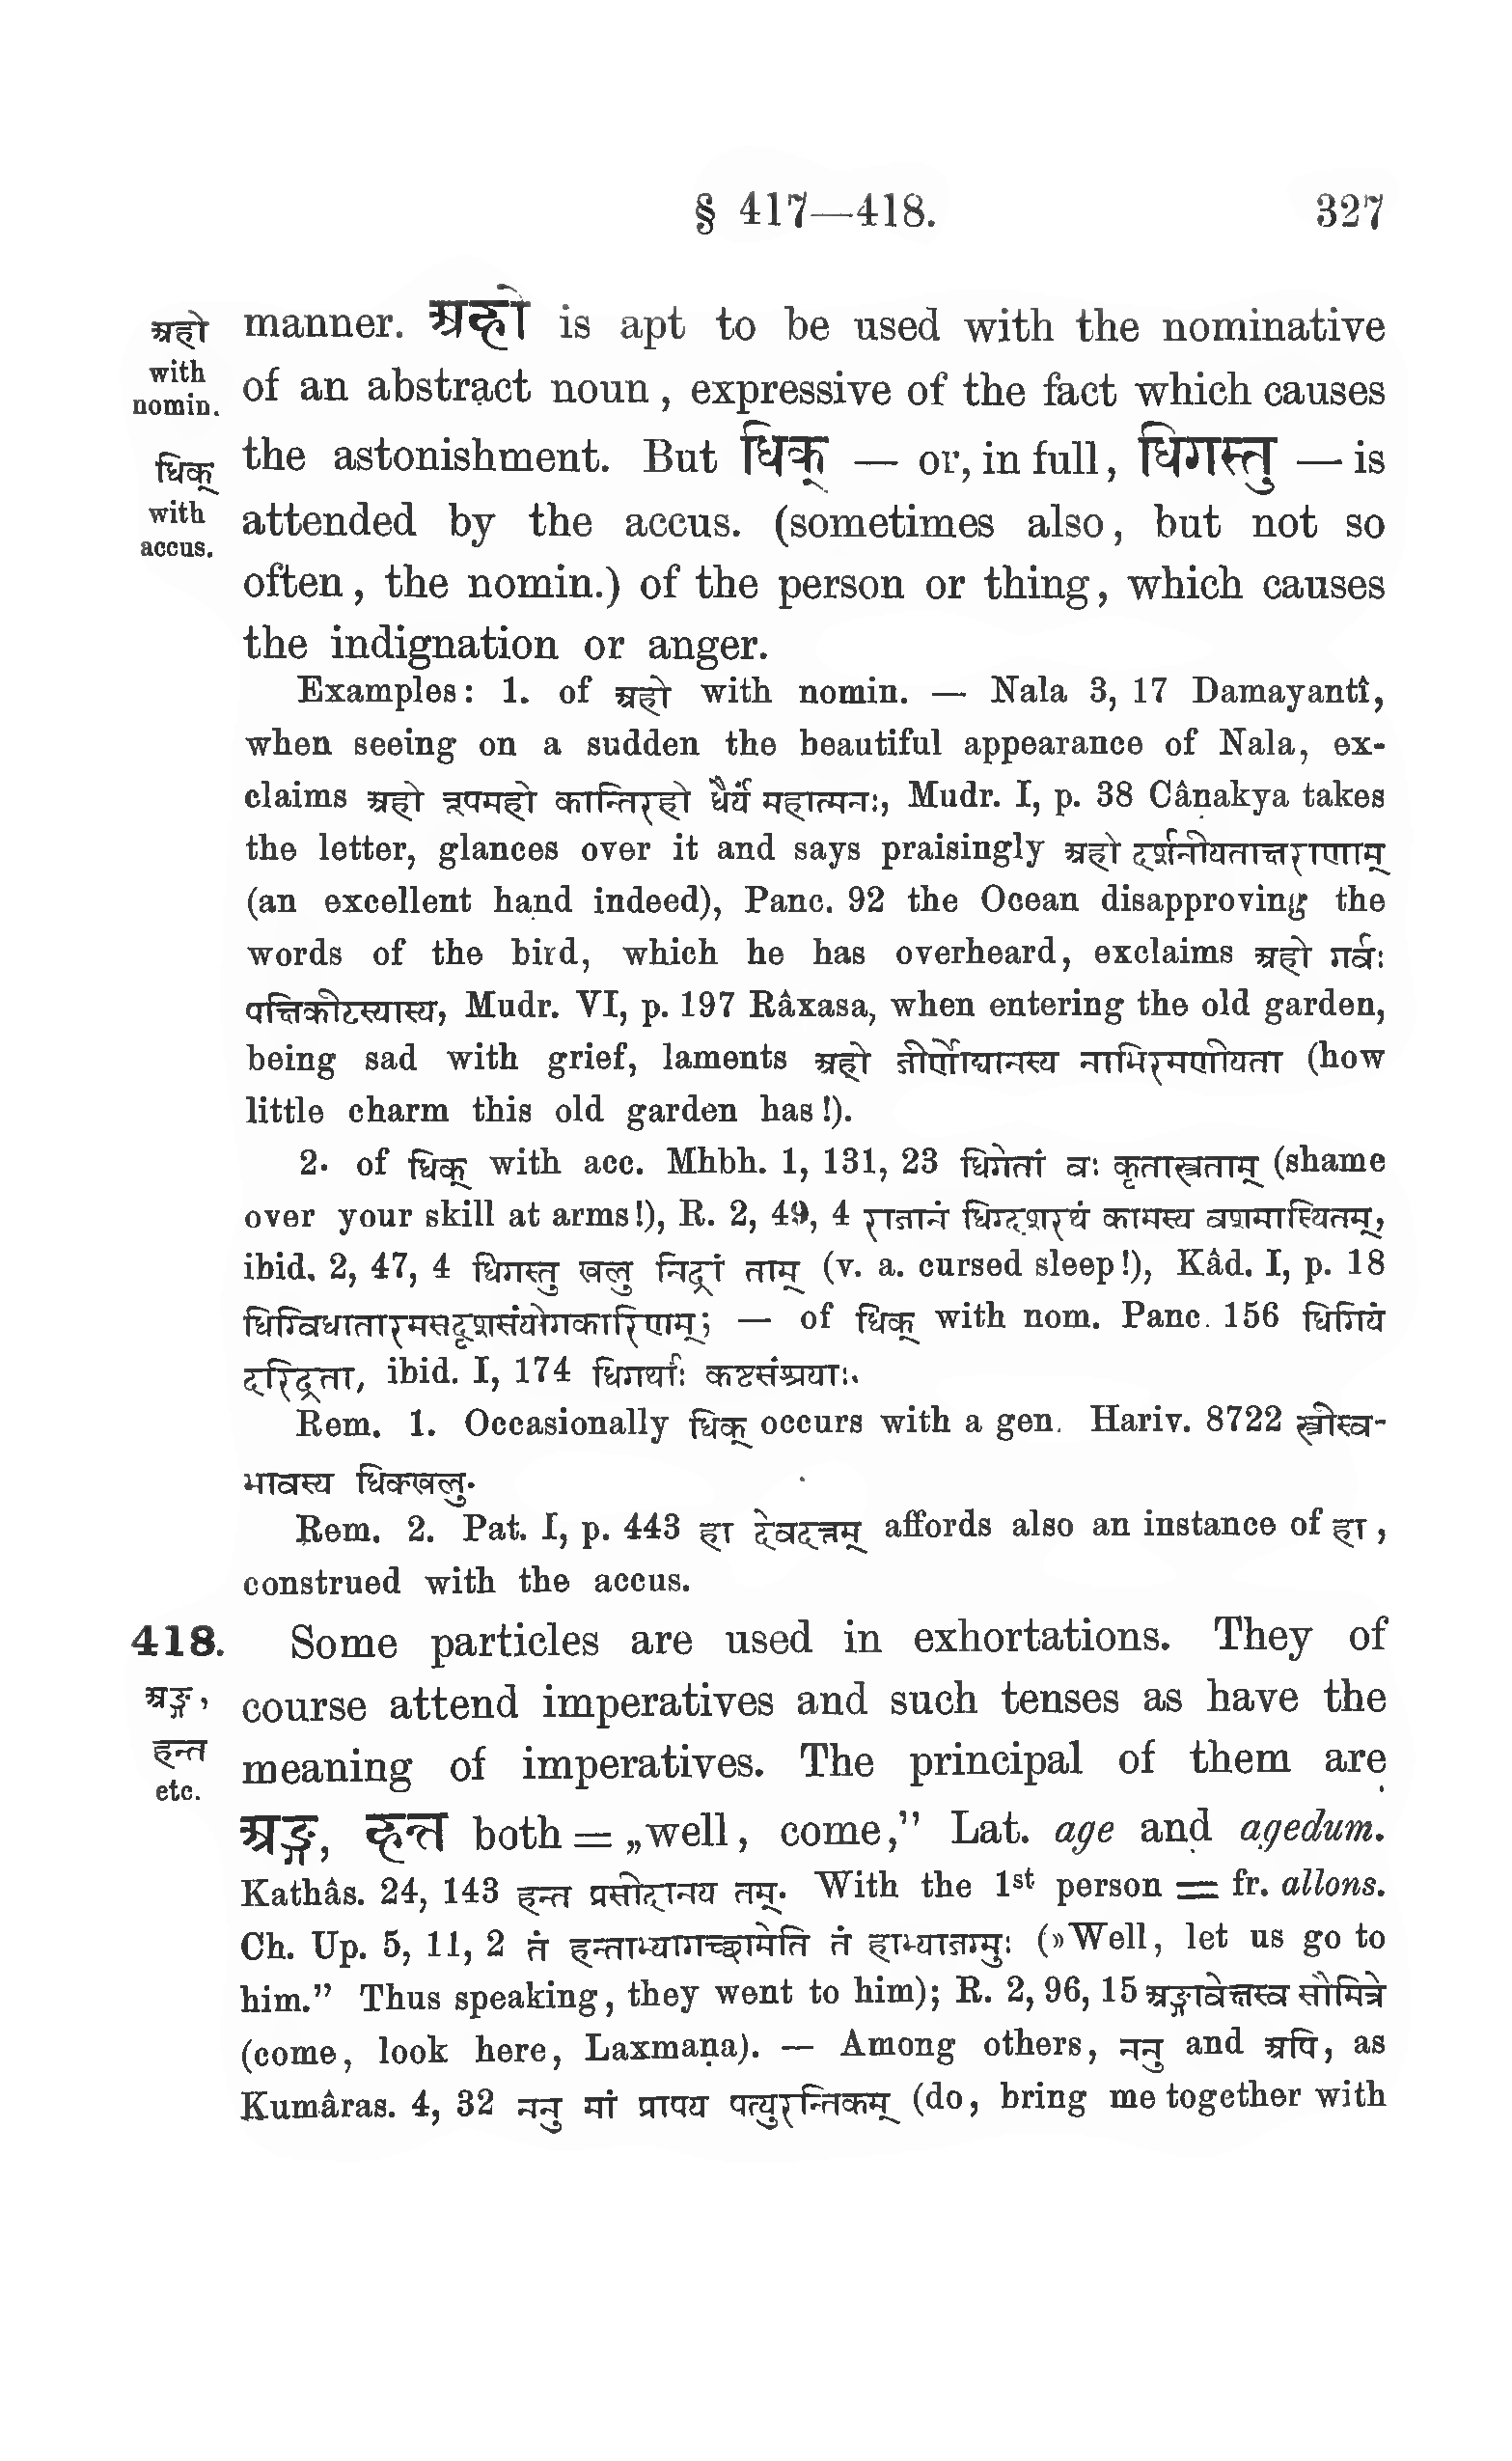 § 417—418. 327
अहो manner. अहो is apt to be used with the nominative
with
nomin. of an abstract noun, expressive of the fact which causes
धिक् the astonishment. But धिक् — or, in full, धिगस्तु — is
with attended by the accus. (sometimes also, but not so
accus.
often, the nomin.) of the person or thing, which causes
the indignation or anger.
Examples: 1. of अहो with nomin. — Nala 3, 17 Damayantî,
when seeing on a sudden the beautiful appearance of Nala, ex-
claims अहो रूपमहो कान्तिरहो धैर्यं महात्मनः, Mudr. I, p. 38 Câṇakya takes
the letter, glances over it and says praisingly अहो दर्शनीयताक्षराणाम्
(an excellent hand indeed), Panc. 92 the Ocean disapproving the
words of the bird, which he has overheard, exclaims अहो गर्वः
पक्षिकीटस्यास्य, Mudr. VI, p. 197 Râxasa, when entering the old garden,
being sad with grief, laments अहो जीर्णोद्यानस्य नाभिरमणीयता (how
little charm this old garden has!).
2. of धिक् with acc. Mhbh. 1, 131, 23 धिगेतां वः कृतास्त्रताम् (shame
over your skill at arms!), R. 2, 49, 4 राजानं धिग्दशरथं कामस्य वशमास्थितम्,
ibid. 2, 47, 4 धिगस्तु खलु निद्रां ताम् (v. a. cursed sleep!), Kâd. I, p. 18
धिग्विधातारमसदृशसंयोगकारिणाम्; — of धिक् with nom. Panc. 156 धिगियं
दरिद्रता, ibid. I, 174 धिगर्थाः कष्टसंश्रयाः.
Rem. 1. Occasionally धिक् occurs with a gen. Hariv. 8722 स्त्रीस्व-
भावस्य धिक्खलु.
Rem. 2. Pat. I, p. 443 हा देवदत्तम् affords also an instance of हा,
construed with the accus.
418. Some particles are used in exhortations. They of
अङ्ग, course attend imperatives and such tenses as have the
हन्त
etc. meaning of imperatives. The principal of them are
अङ्ग, हन्त both = „well, come,” Lat. age and agedum.
Kathâs. 24, 143 हन्त प्रसीदानय तम्. With the 1st person = fr. allons.
Ch. Up. 5, 11, 2 तं हन्ताभ्यागच्छामेति तं हाभ्याजग्मुः (»Well, let us go to
him.” Thus speaking, they went to him); R. 2, 96, 15 अङ्गावेक्षस्व सौमित्रे
(come, look here, Laxmaṇa). — Among others, ननु and अपि, as
Kumâras. 4, 32 ननु मां प्रापय पत्युरन्तिकम् (do, bring me together with